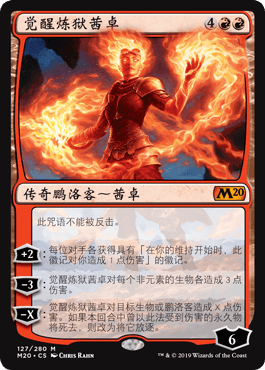 觉醒炼狱茜卓 4
传奇鹏洛客～茜卓 M20
此咒语不能被反击。
+2 : 每位对手各获得具有「在你的维持开始时,此
徽记对你造成1点伤害」的徽记。
-3 : 觉醒炼狱茜卓对每个非元素的生物各造成3点
伤害。
-X : 觉醒炼狱茜卓对目标生物或鹏洛客造成X点伤
害。如果本回合中曾以此法受到伤害的永久物
将死去,则改为将它放逐。
6
127/280 M
M20 • CS CHRIS RAHN
™ & © 2019 Wizards of the Coast